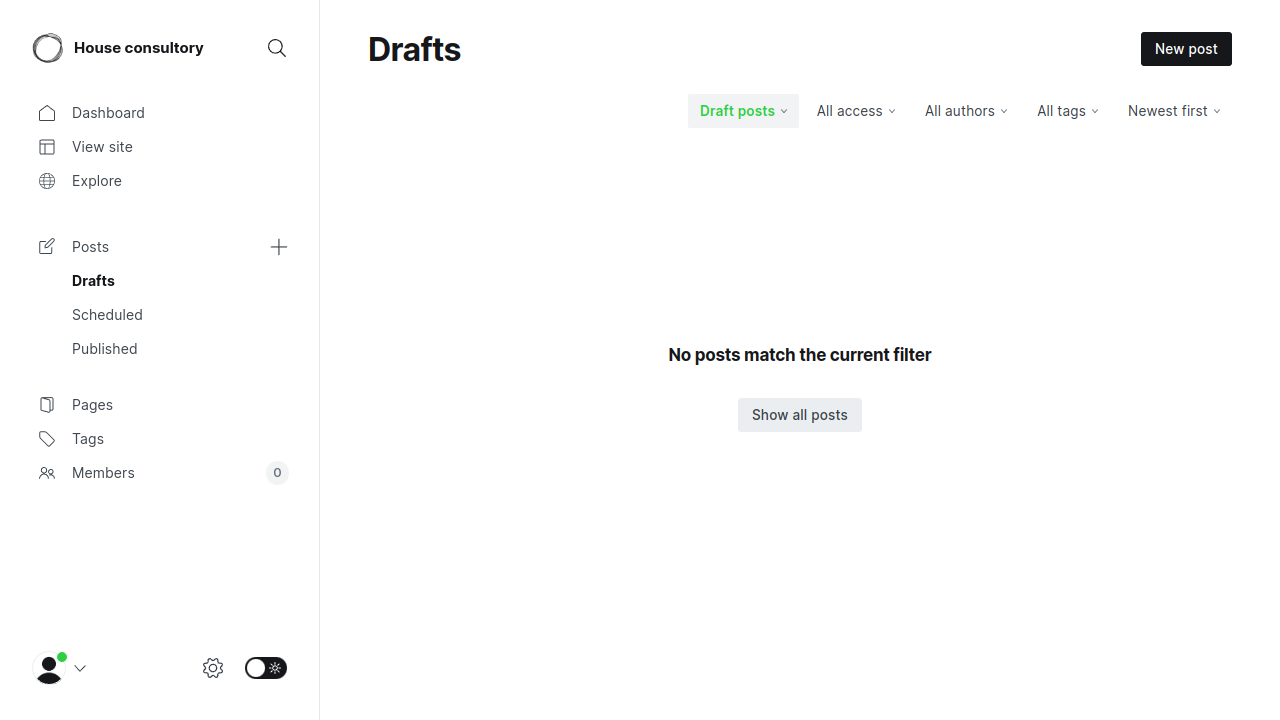 House consultory
Dashboard
View site
Explore
Posts
Drafts
Scheduled
Published
Pages
Tags
Members 0
Drafts
New post
Draft posts All access All authors All tags Newest first
No posts match the current filter
Show all posts